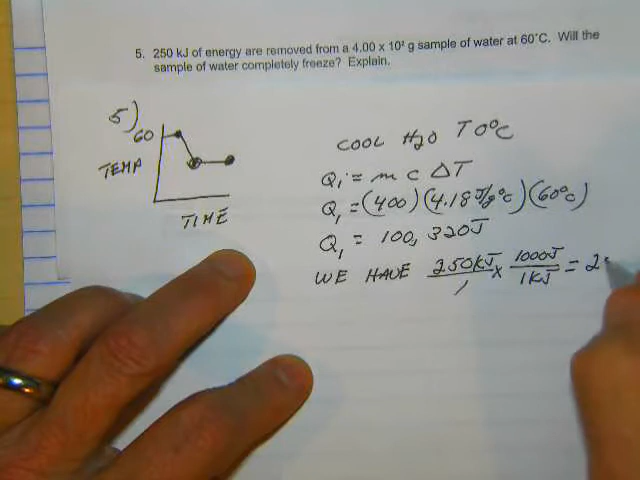 5. 250 kJ of energy are removed from a 4.00 x 10² g sample of water at 60˚C. Will the
sample of water completely freeze? Explain.
5)
60
TEMP
TIME
COOL H2O TO 0°C
Q1 = m C ΔT
Q1 = (400)(4.18 J/g°C)(60°C)
Q1 = 100,320J
WE HAVE 250KJ/1 x 1000J/1KJ = 2